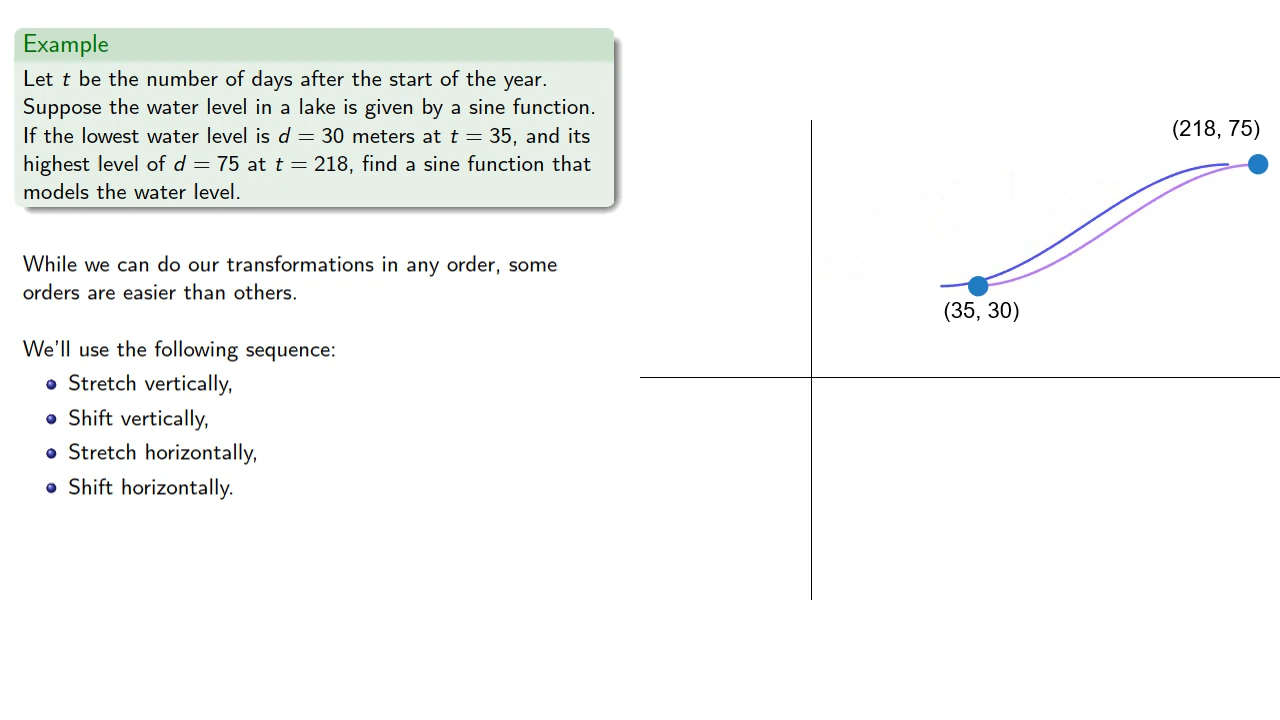 Example
Let t be the number of days after the start of the year.
Suppose the water level in a lake is given by a sine function.
If the lowest water level is d = 30 meters at t = 35, and its
highest level of d = 75 at t = 218, find a sine function that
models the water level.
While we can do our transformations in any order, some
orders are easier than others.
We'll use the following sequence:
Stretch vertically,
Shift vertically,
Stretch horizontally,
Shift horizontally.
(218, 75)
(35, 30)